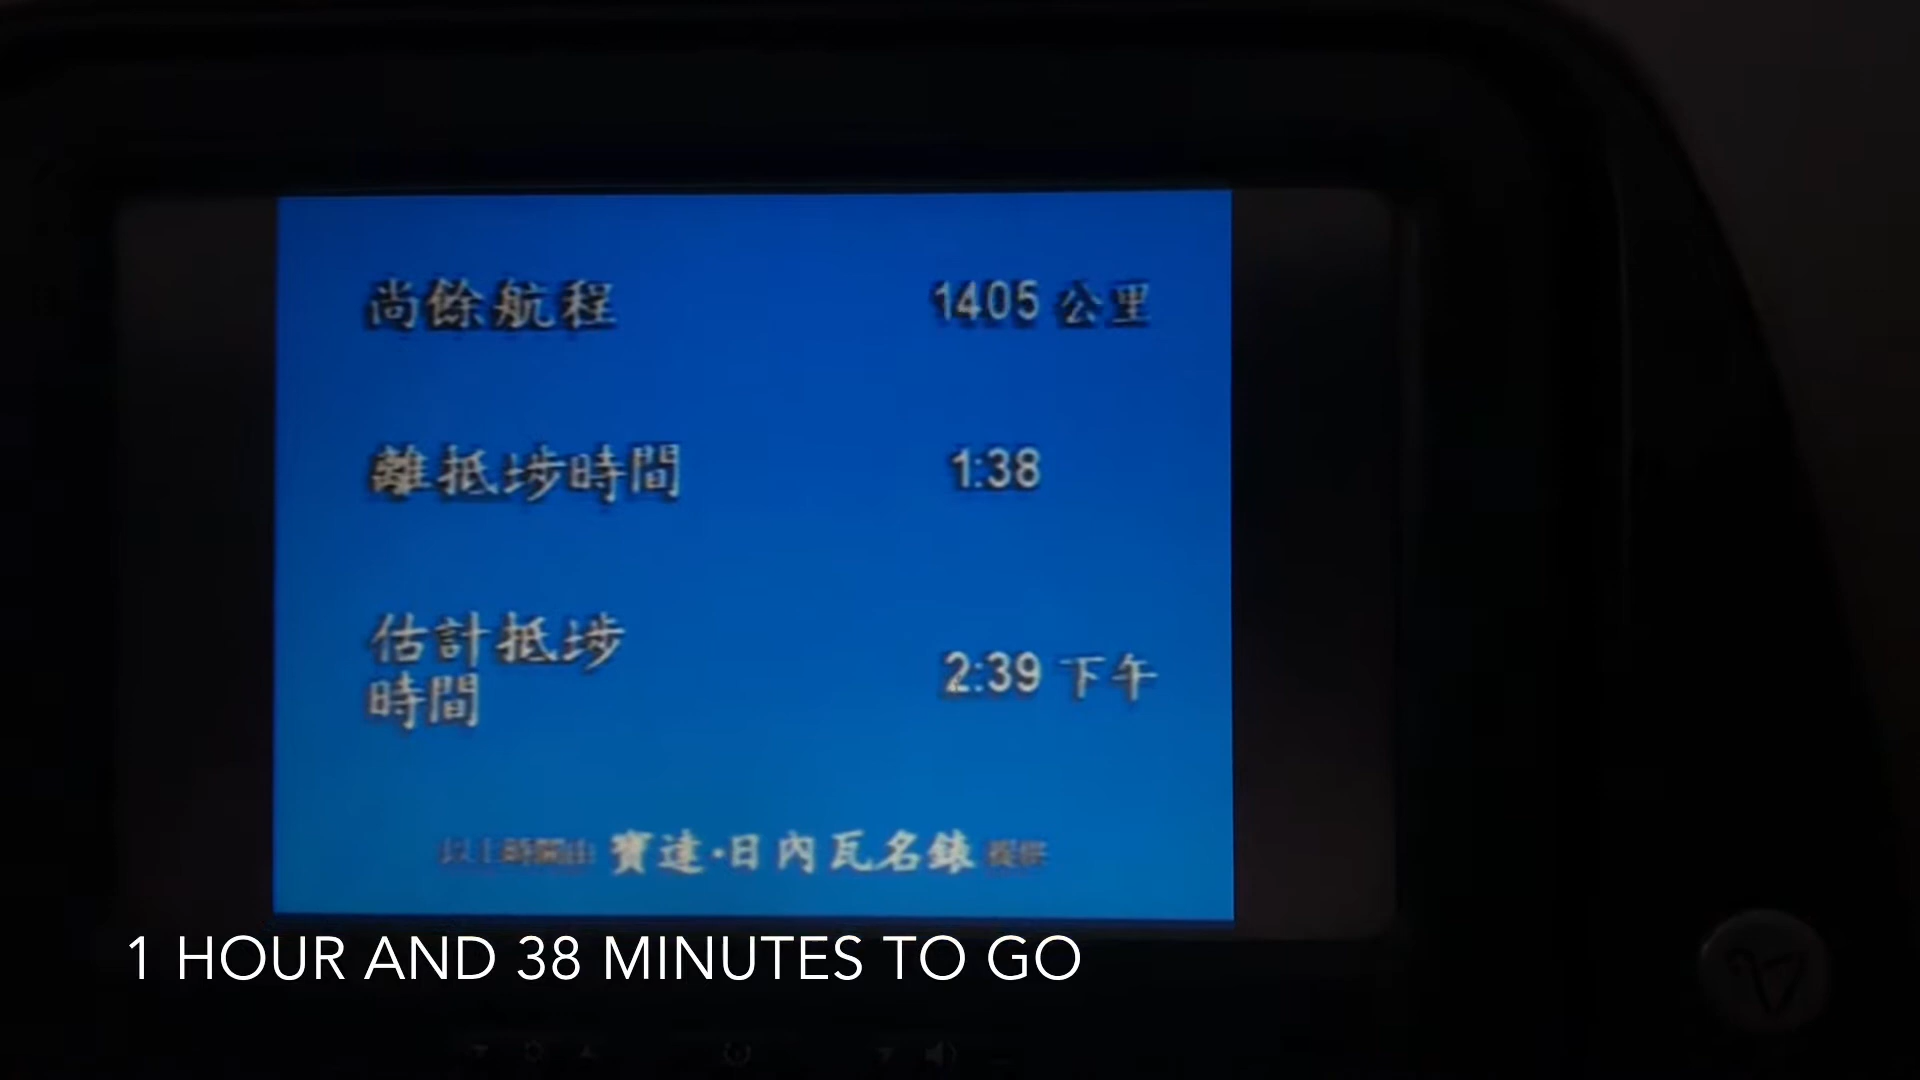 尚餘航程 1405 公里
離抵埗時間 1:38
估計抵埗
時間 2:39 下午
以上時間由 寶達·日內瓦名錶 提供
1 HOUR AND 38 MINUTES TO GO